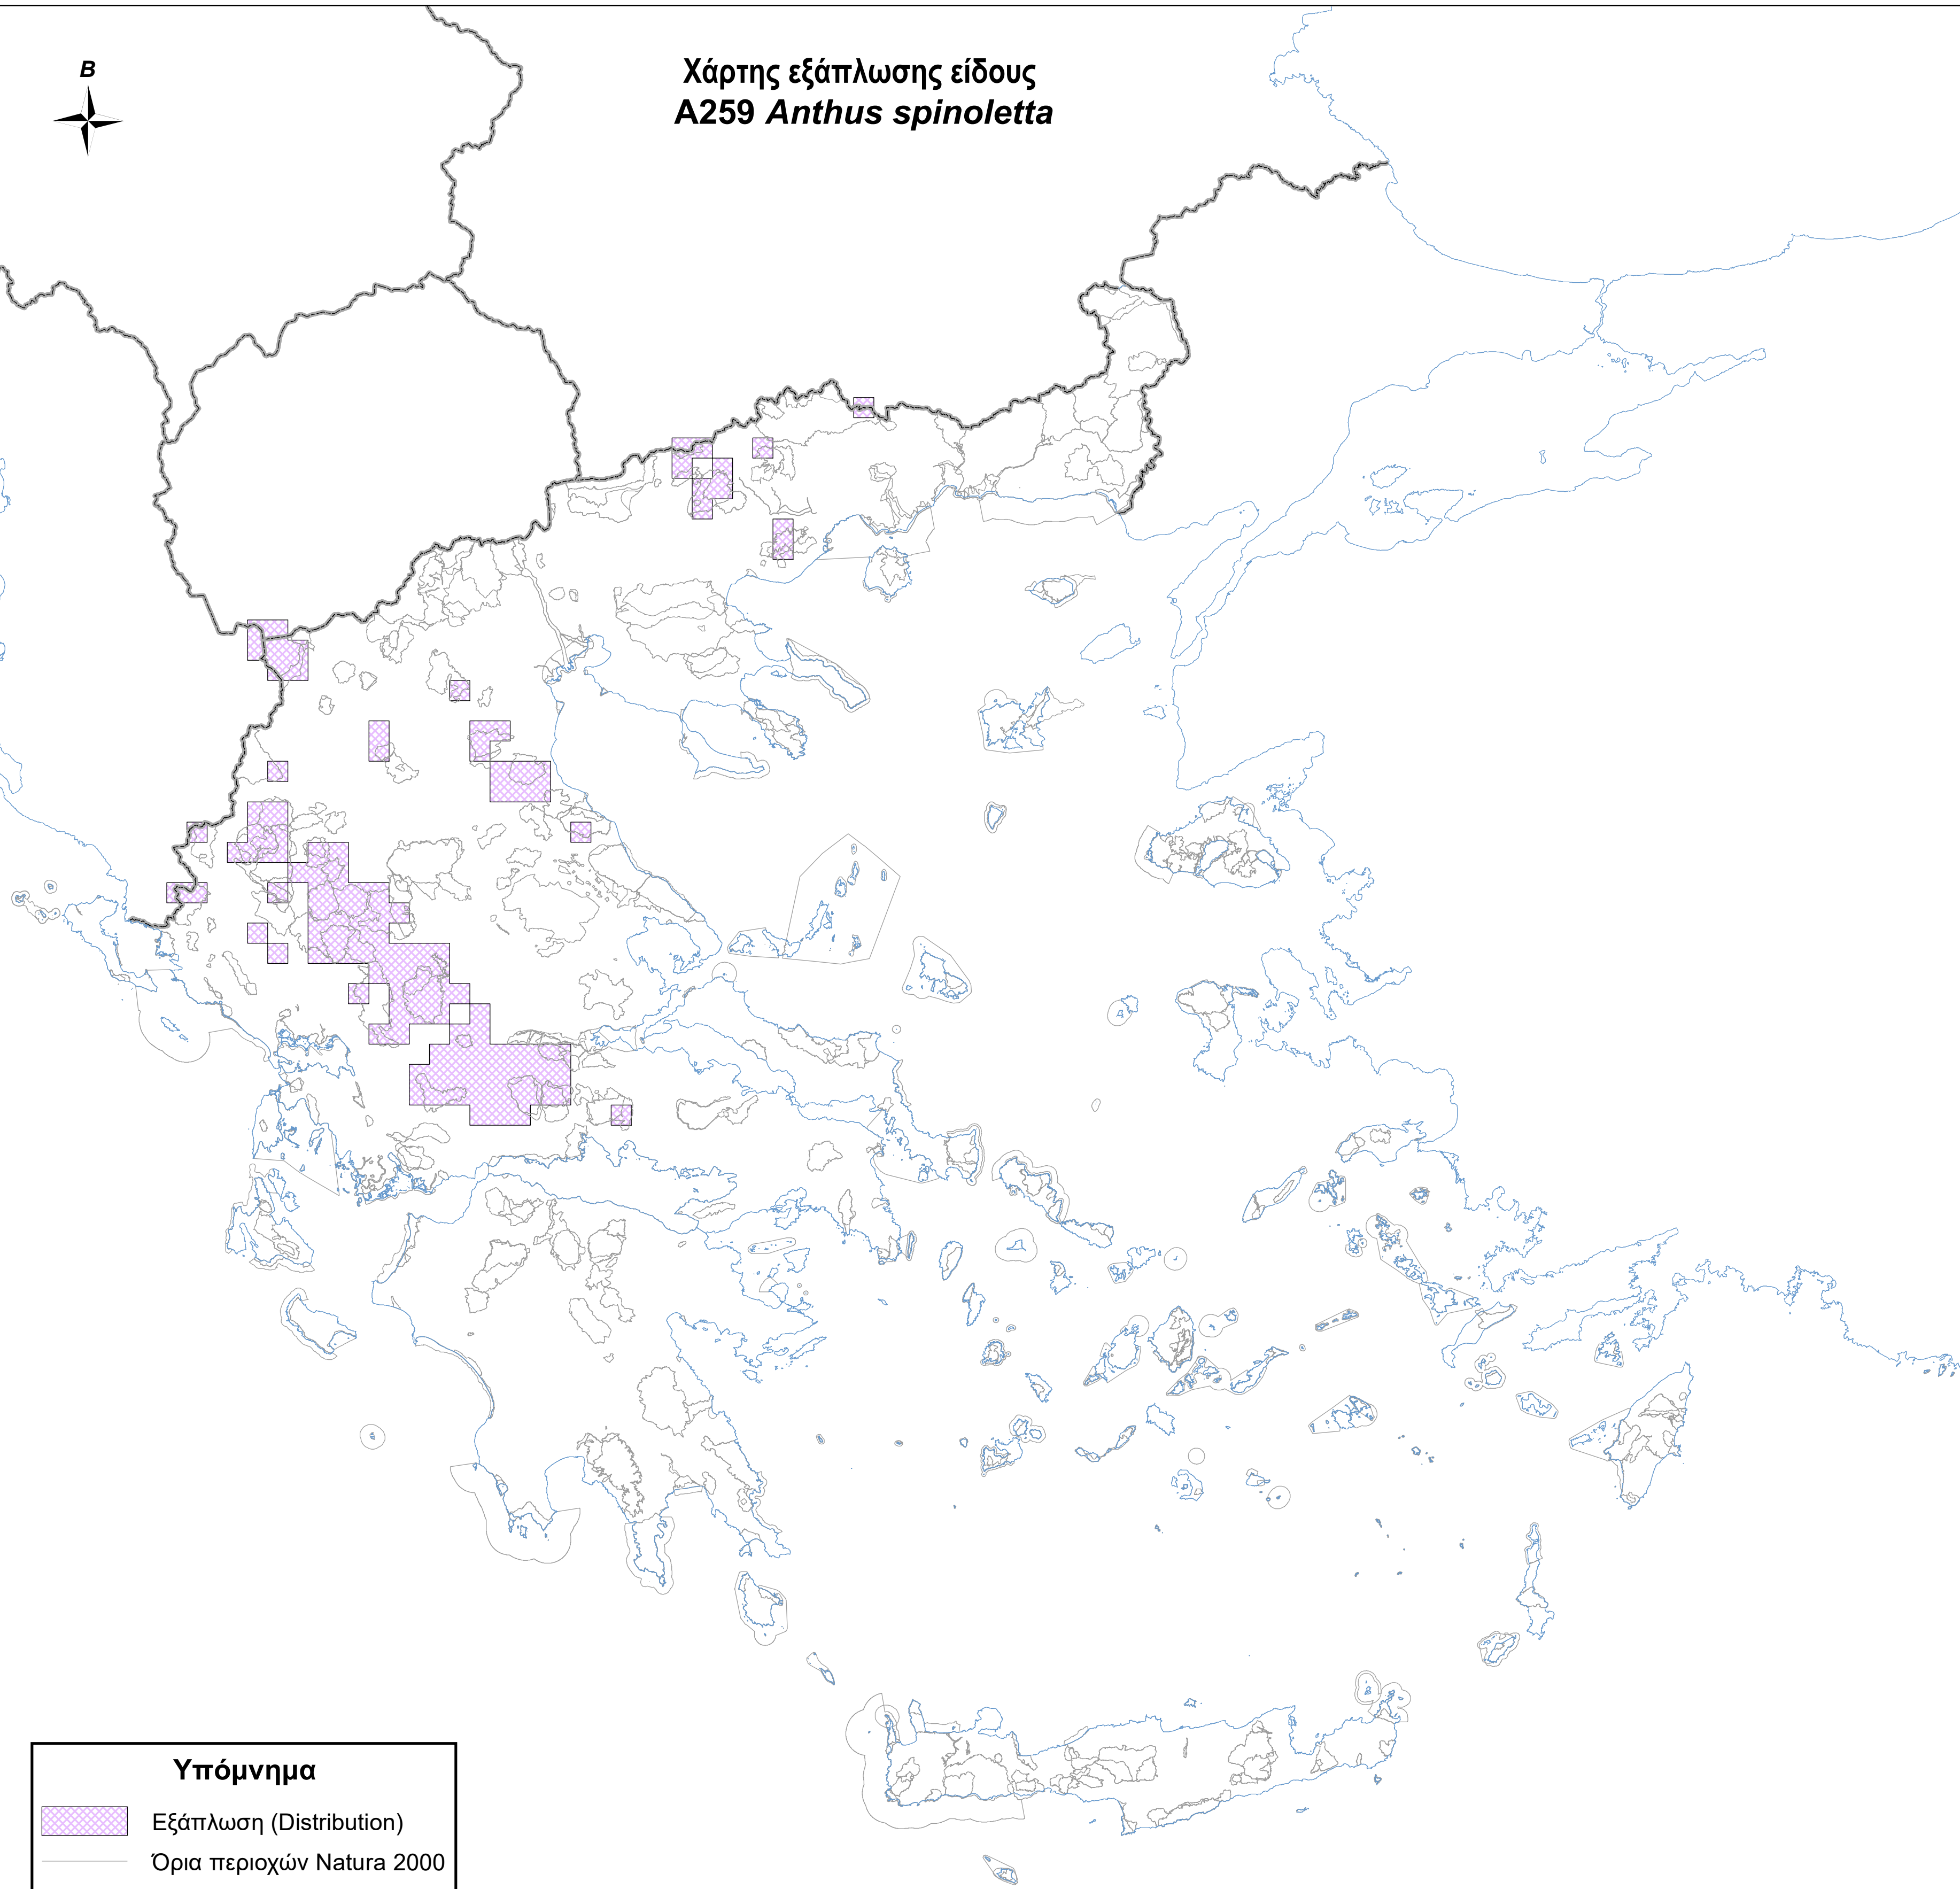 B
Χάρτης εξάπλωσης είδους
A259 Anthus spinoletta
Υπόμνημα
Εξάπλωση (Distribution)
Όρια περιοχών Natura 2000